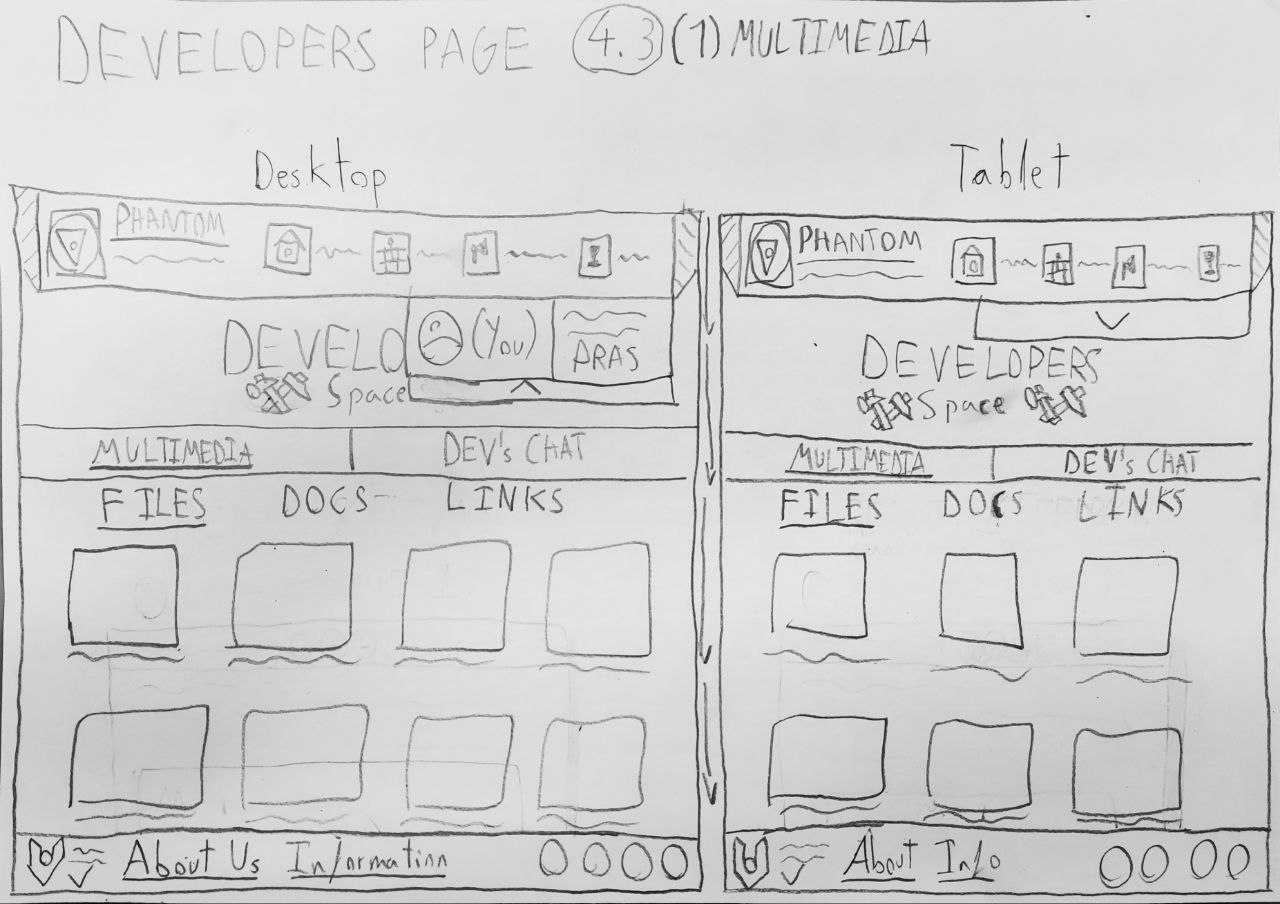 DEVELOPERS PAGE 4.3 (1) MULTIMEDIA
Desktop
PHANTOM
DEVELO
(You)
ARAS
Space
MULTIMEDIA
DEV's CHAT
FILES DOCS LINKS
About Us Information
Tablet
PHANTOM
DEVELOPERS
Space
MULTIMEDIA
DEV's CHAT
FILES DOCS LINKS
About Info